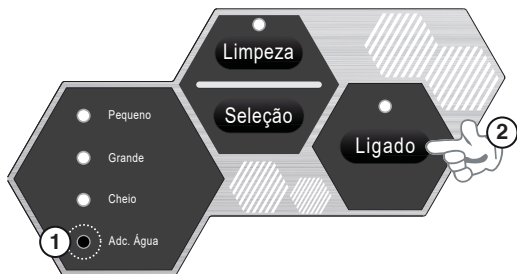 Limpeza
Seleção
Pequeno
Grande
Cheio
1 Adc. Água
Ligado 2